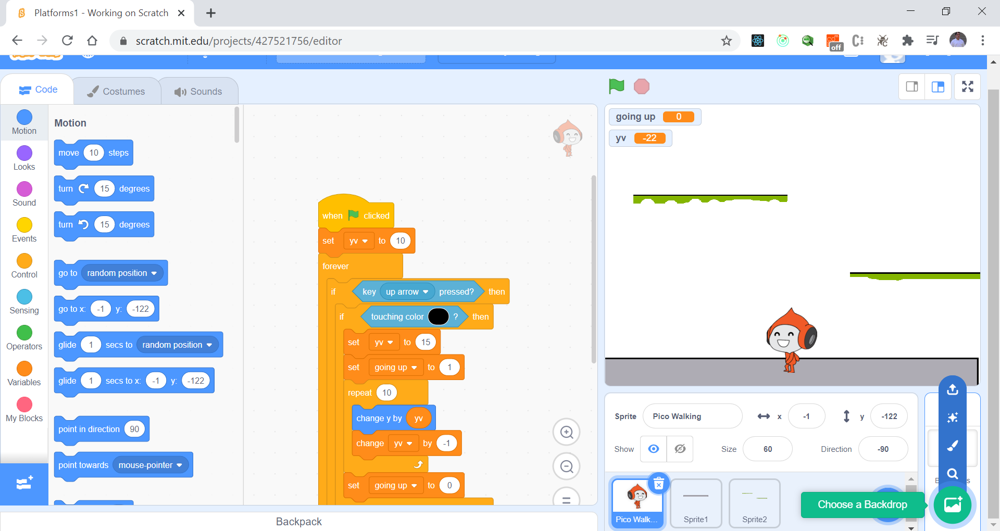 Platforms1 - Working on Scratch
scratch.mit.edu/projects/427521756/editor
off
Code
Costumes
Sounds
Motion
Looks
Sound
Events
Control
Sensing
Operators
Variables
My Blocks
Motion
move 10 steps
turn 15 degrees
turn 15 degrees
go to random position
go to x: -1 y: -122
glide 1 secs to random position
glide 1 secs to x: -1 y: -122
point in direction 90
point towards mouse-pointer
when clicked
set yv to 10
forever
if key up arrow pressed? then
if touching color ? then
set yv to 15
set going up to 1
repeat 10
change y by yv
change yv by -1
set going up to 0
Backpack
going up 0
yv -22
Sprite Pico Walking x -1 y -122
Show Size 60 Direction -90
Pico Walk...
Sprite1
Sprite2
Choose a Backdrop